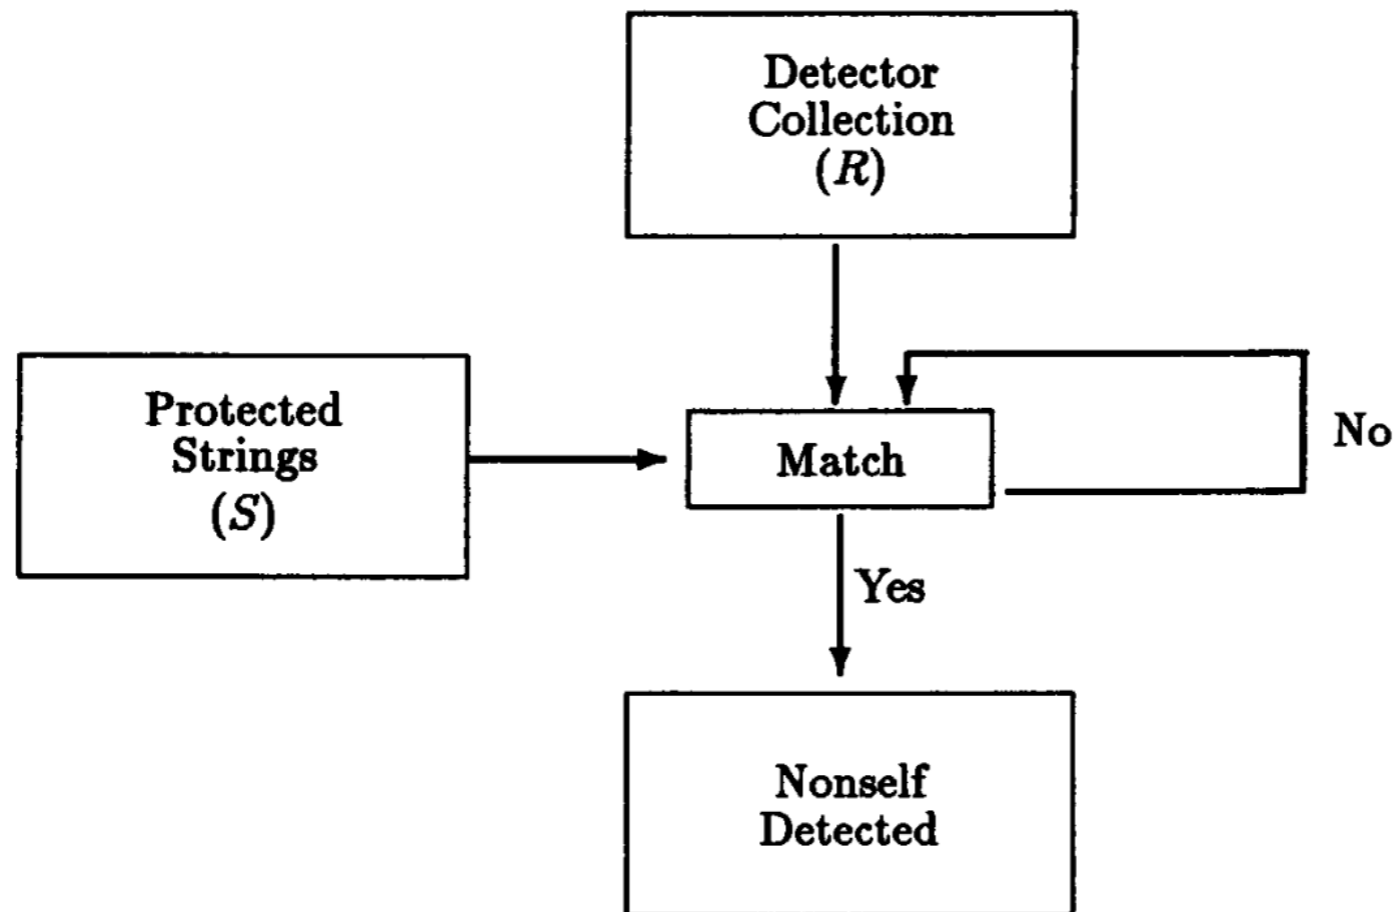 Detector
Collection
(R)
Protected
Strings
(S)
Match
No
Yes
Nonself
Detected